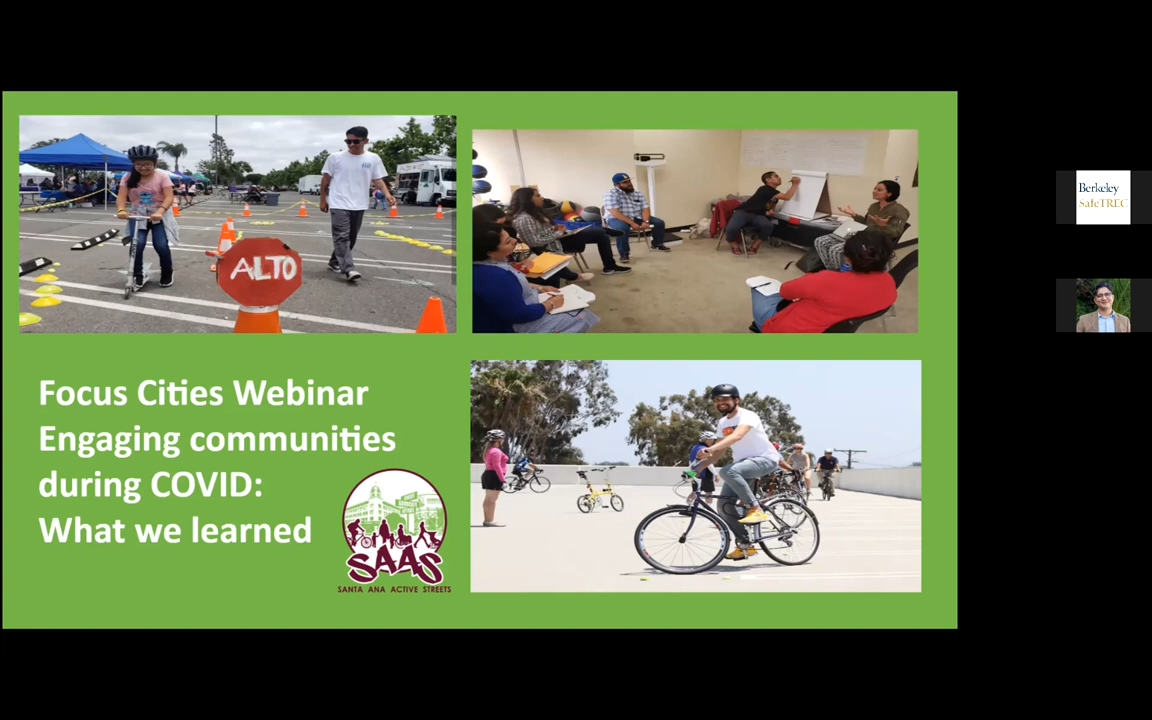 ALTO
Focus Cities Webinar
Engaging communities
during COVID:
What we learned
SAAS
SANTA ANA ACTIVE STREETS
Berkeley
SafeTREC